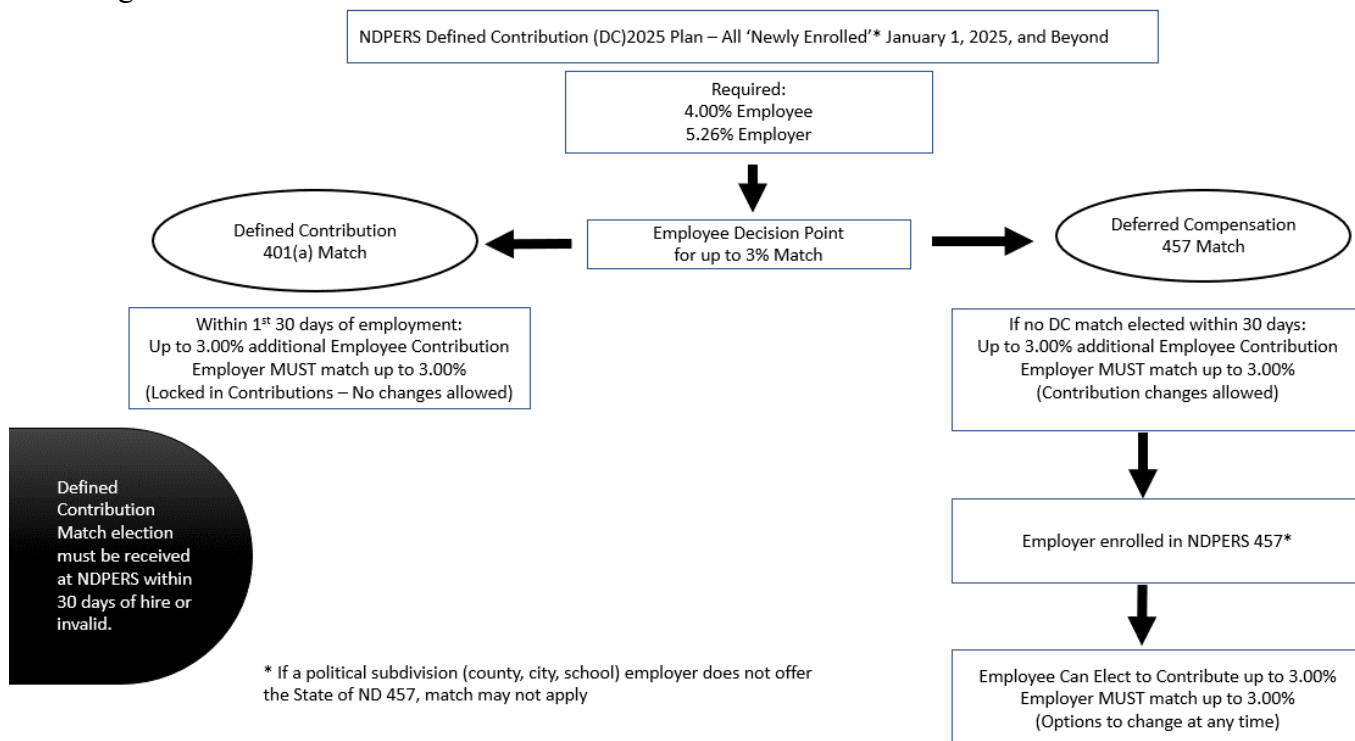 NDPERS Defined Contribution (DC)2025 Plan – All ‘Newly Enrolled’* January 1, 2025, and Beyond
Required:
4.00% Employee
5.26% Employer
Defined Contribution
401(a) Match
Employee Decision Point
for up to 3% Match
Deferred Compensation
457 Match
Within 1st 30 days of employment:
Up to 3.00% additional Employee Contribution
Employer MUST match up to 3.00%
(Locked in Contributions – No changes allowed)
If no DC match elected within 30 days:
Up to 3.00% additional Employee Contribution
Employer MUST match up to 3.00%
(Contribution changes allowed)
Defined
Contribution
Match election
must be received
at NDPERS within
30 days of hire or
invalid.
Employer enrolled in NDPERS 457*
* If a political subdivision (county, city, school) employer does not offer
the State of ND 457, match may not apply
Employee Can Elect to Contribute up to 3.00%
Employer MUST match up to 3.00%
(Options to change at any time)